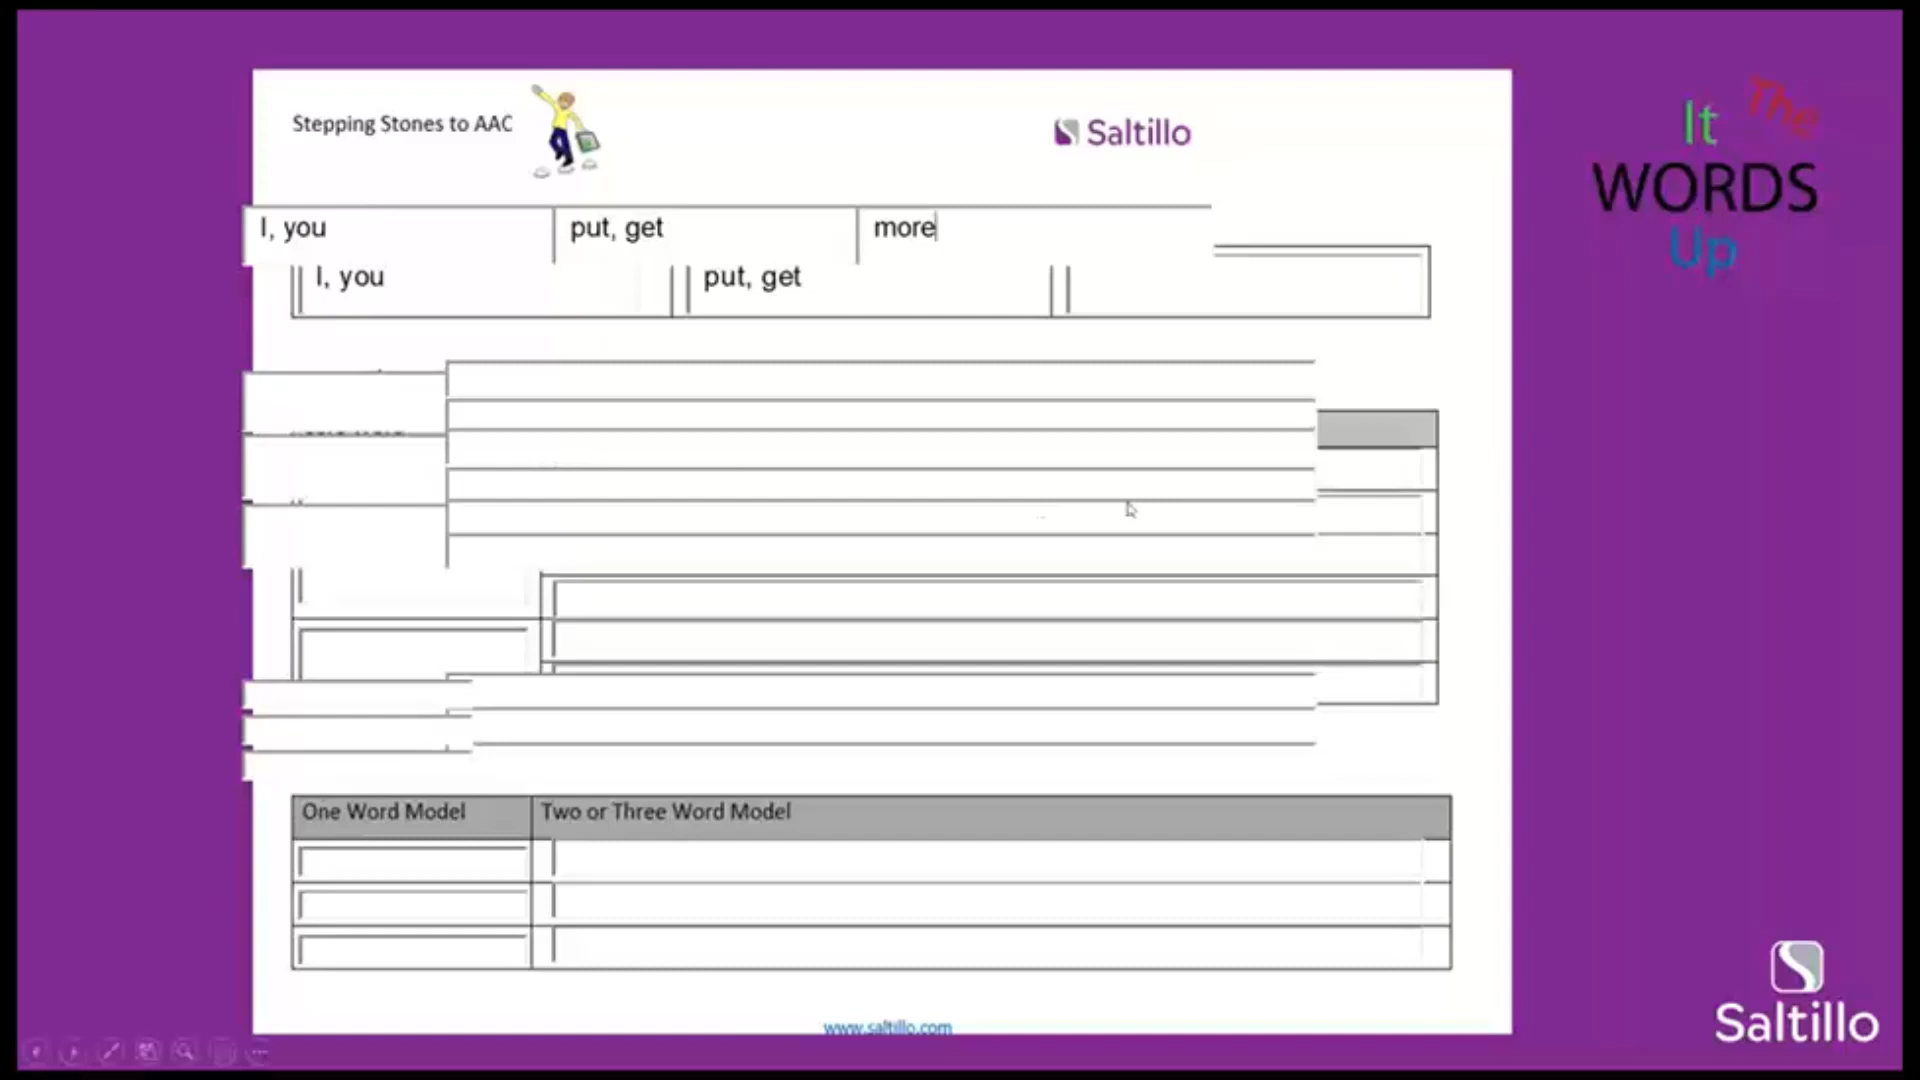 Stepping Stones to AAC
Saltillo
The
It
WORDS
Up
I, you put, get more
I, you put, get
One Word Model Two or Three Word Model
www.saltillo.com
Saltillo